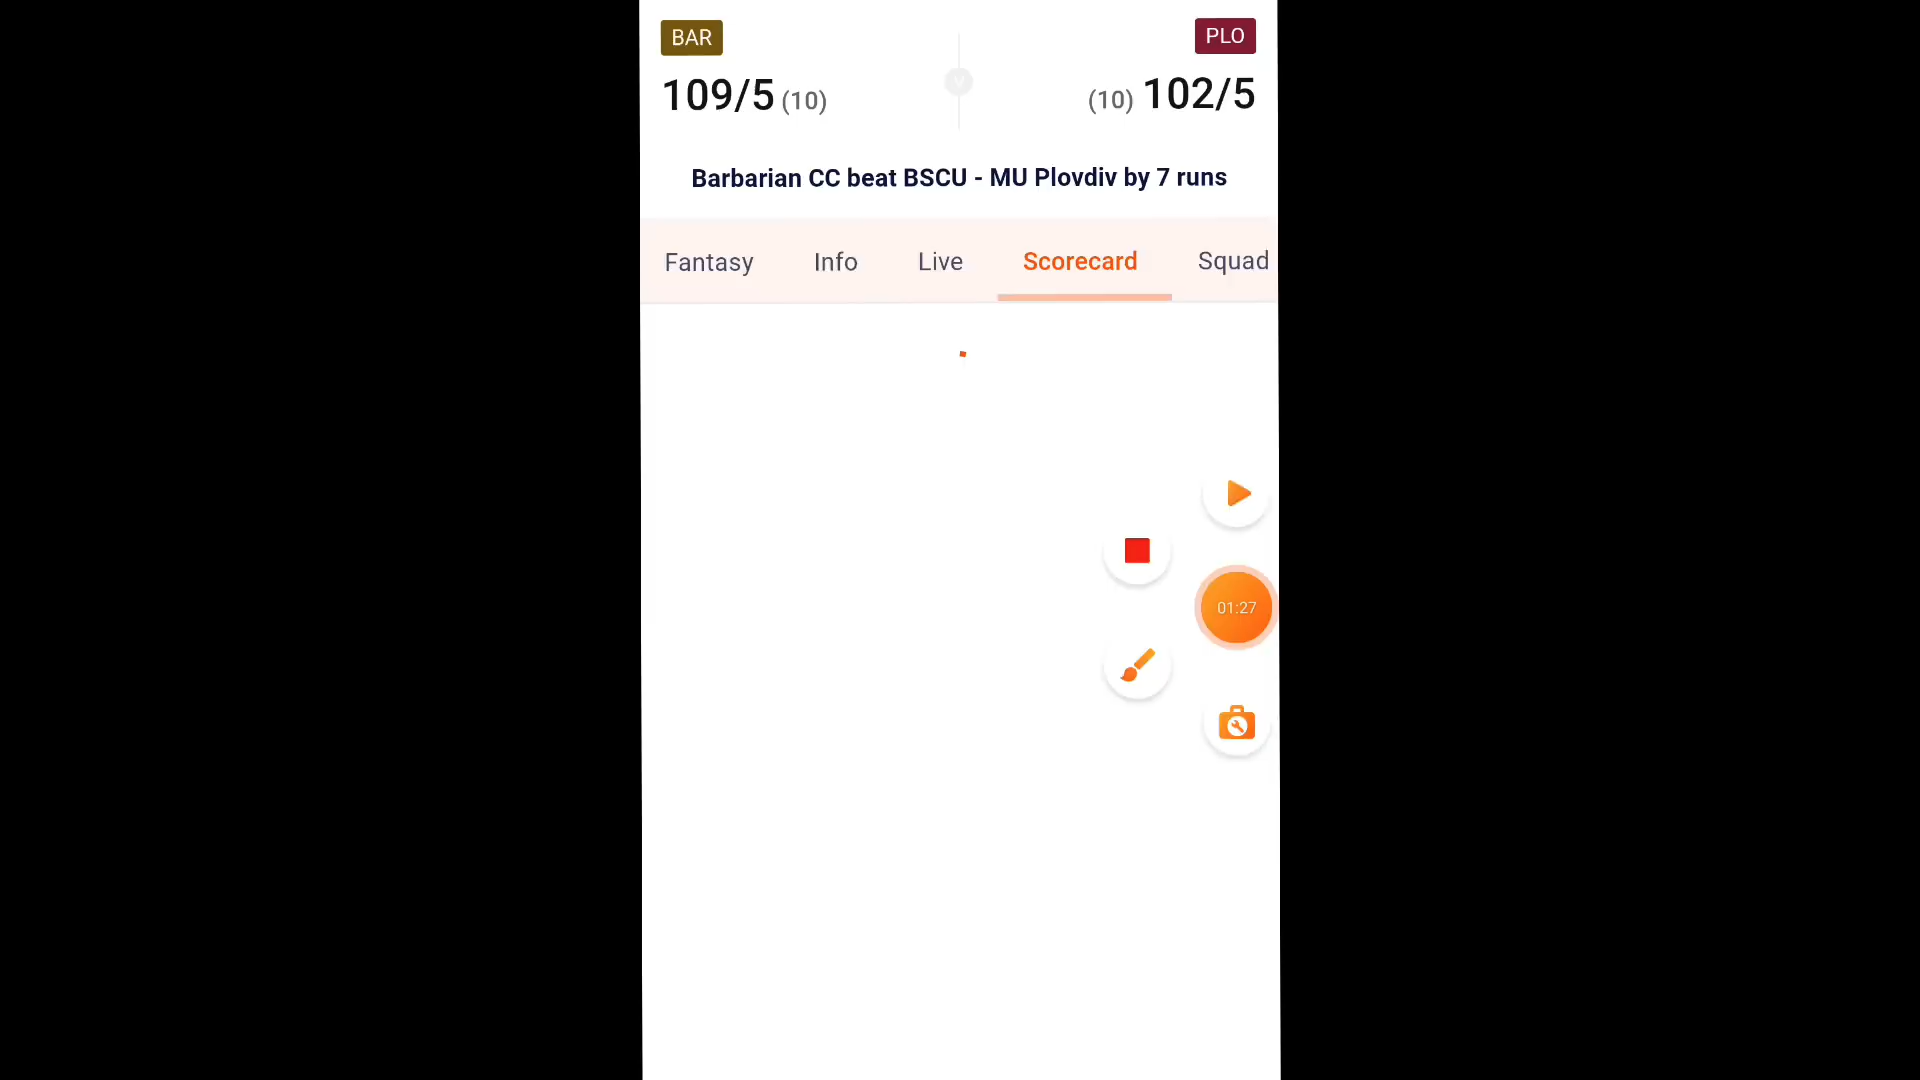 BAR
PLO
109/5 (10)
(10) 102/5
Barbarian CC beat BSCU - MU Plovdiv by 7 runs
Fantasy Info Live Scorecard Squad
01:27